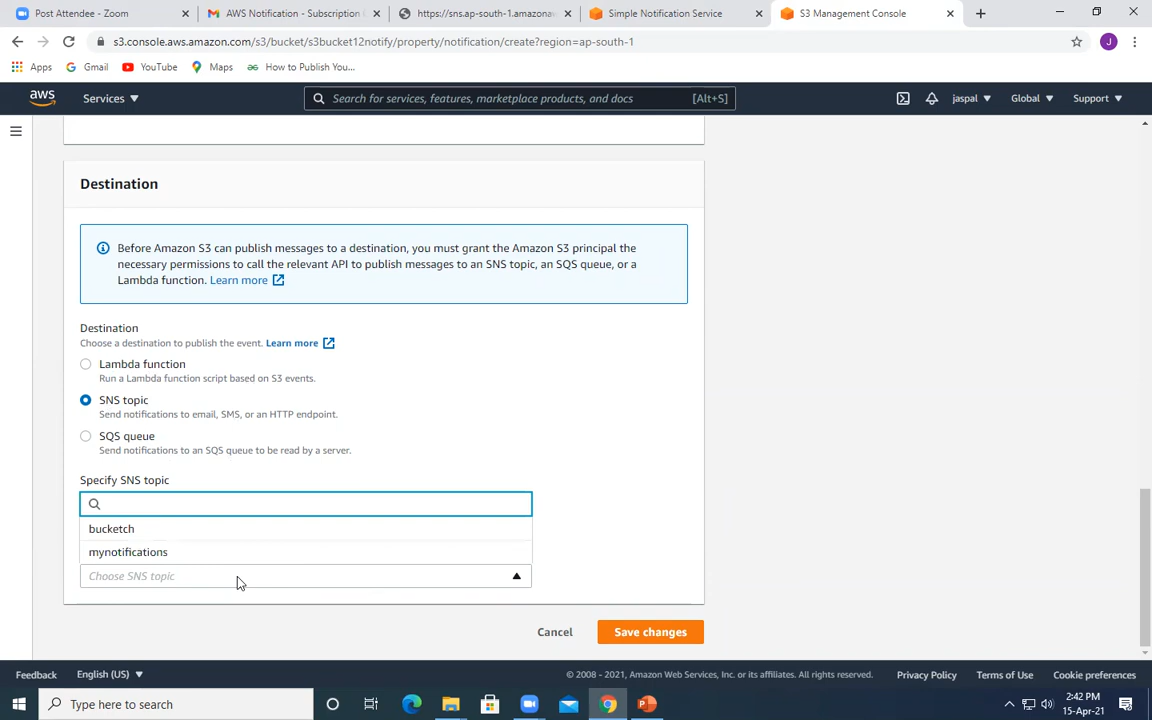 Post Attendee - Zoom
AWS Notification - Subscription
https://sns.ap-south-1.amazonaw
Simple Notification Service
S3 Management Console
s3.console.aws.amazon.com/s3/bucket/s3bucket12notify/property/notification/create?region=ap-south-1
J
Apps
Gmail
YouTube
Maps
How to Publish You...
aws
Services
Search for services, features, marketplace products, and docs
[Alt+S]
jaspal
Global
Support
Destination
Before Amazon S3 can publish messages to a destination, you must grant the Amazon S3 principal the
necessary permissions to call the relevant API to publish messages to an SNS topic, an SQS queue, or a
Lambda function. Learn more
Destination
Choose a destination to publish the event. Learn more
Lambda function
Run a Lambda function script based on S3 events.
SNS topic
Send notifications to email, SMS, or an HTTP endpoint.
SQS queue
Send notifications to an SQS queue to be read by a server.
Specify SNS topic
bucketch
mynotifications
Choose SNS topic
Cancel
Save changes
Feedback
English (US)
© 2008 - 2021, Amazon Web Services, Inc. or its affiliates. All rights reserved.
Privacy Policy
Terms of Use
Cookie preferences
Type here to search
2:42 PM
15-Apr-21